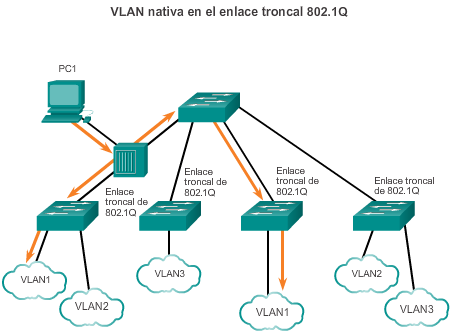 VLAN nativa en el enlace troncal 802.1Q
PC1
Enlace
troncal de
802.1Q
Enlace
troncal de
802.1Q
Enlace
troncal de
802.1Q
Enlace troncal
de 802.1Q
VLAN1
VLAN2
VLAN3
VLAN1
VLAN2
VLAN3